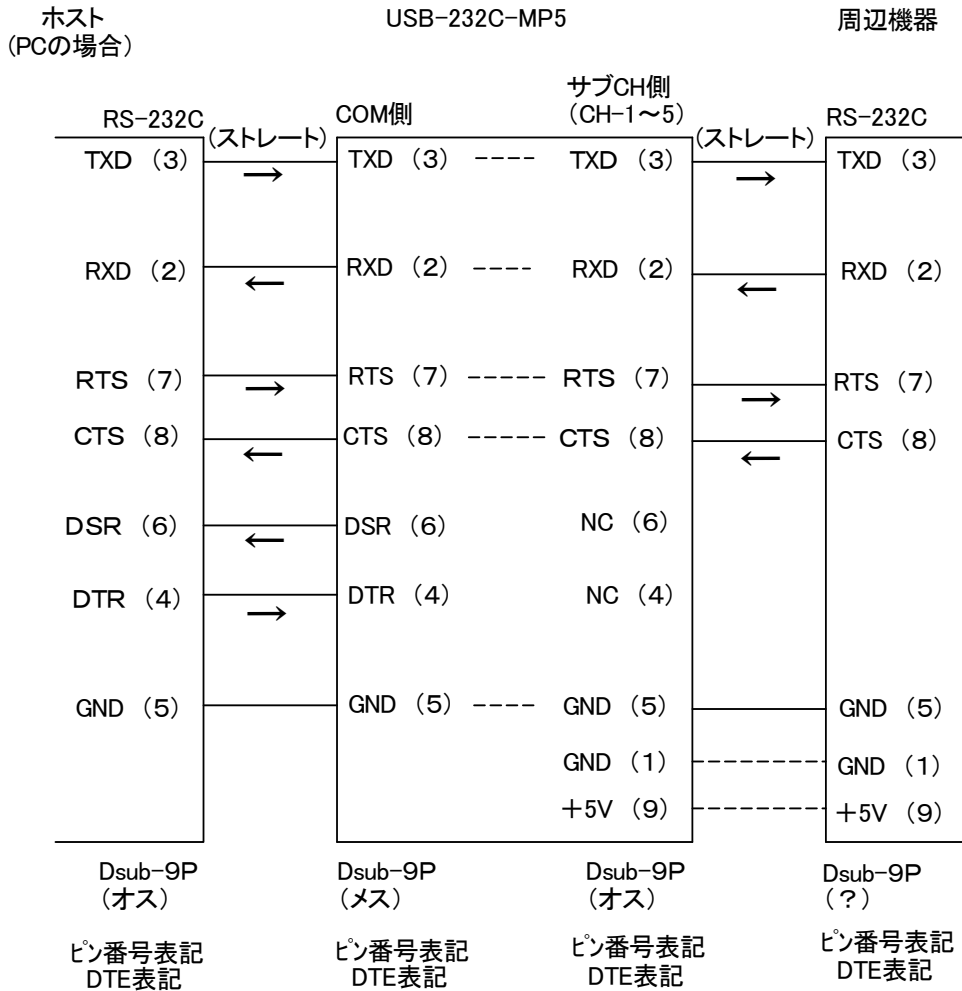 ホスト
(PCの場合)
USB-232C-MP5
周辺機器
RS-232C
(ストレート)
COM側
サブCH側
(CH-1～5)
(ストレート)
RS-232C
TXD (3)
TXD (3)
TXD (3)
TXD (3)
RXD (2)
RXD (2)
RXD (2)
RXD (2)
RTS (7)
RTS (7)
RTS (7)
RTS (7)
CTS (8)
CTS (8)
CTS (8)
CTS (8)
DSR (6)
DSR (6)
NC (6)
DTR (4)
DTR (4)
NC (4)
GND (5)
GND (5)
GND (5)
GND (5)
GND (1)
GND (1)
+5V (9)
+5V (9)
Dsub-9P
(オス)
Dsub-9P
(メス)
Dsub-9P
(オス)
Dsub-9P
(?)
ピン番号表記
DTE表記
ピン番号表記
DTE表記
ピン番号表記
DTE表記
ピン番号表記
DTE表記